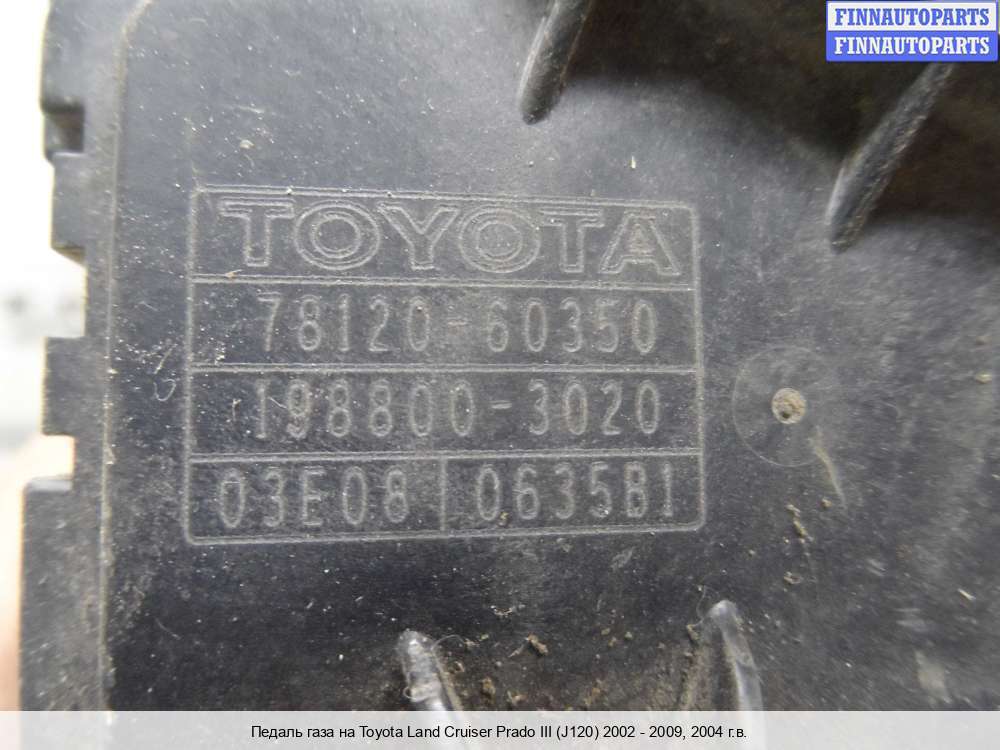 FINNAUTOPARTS
FINNAUTOPARTS
TOYOTA
78120-60350
198800-3020
03E08 0635B1
Педаль газа на Toyota Land Cruiser Prado III (J120) 2002 - 2009, 2004 г.в.